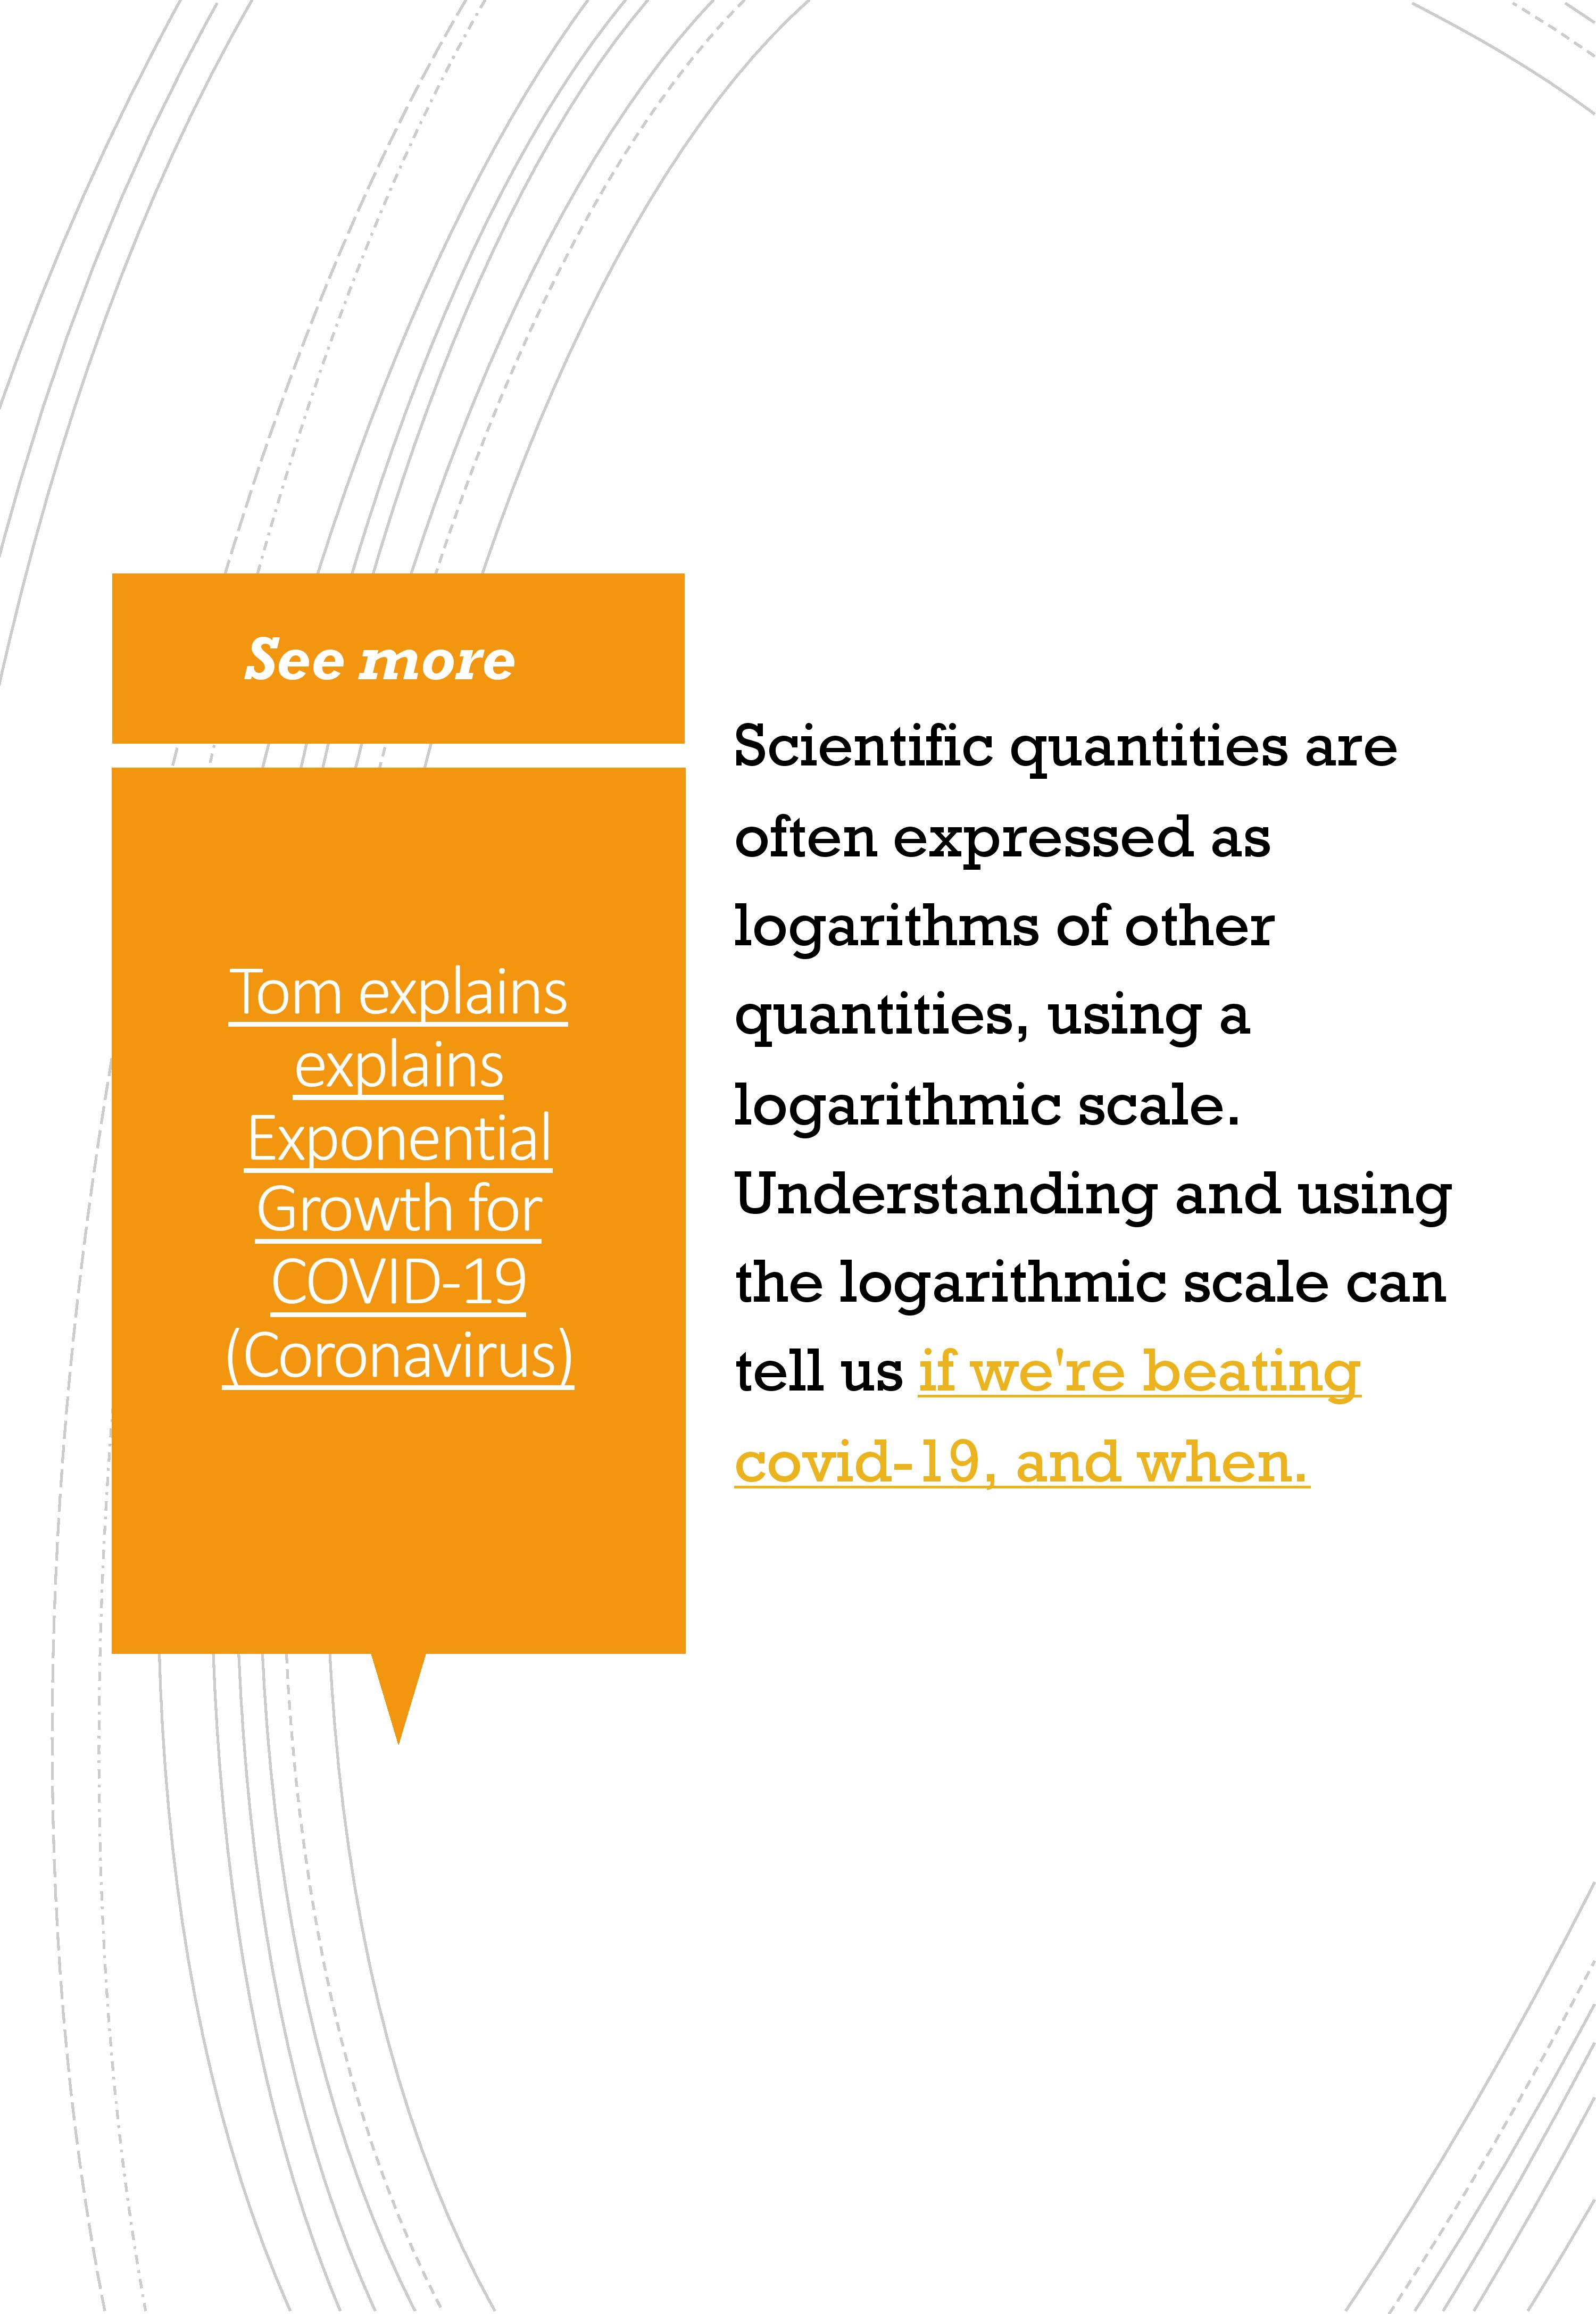 See more
Tom explains
explains
Exponential
Growth for
COVID-19
(Coronavirus)
Scientific quantities are
often expressed as
logarithms of other
quantities, using a
logarithmic scale.
Understanding and using
the logarithmic scale can
tell us if we're beating
covid-19, and when.